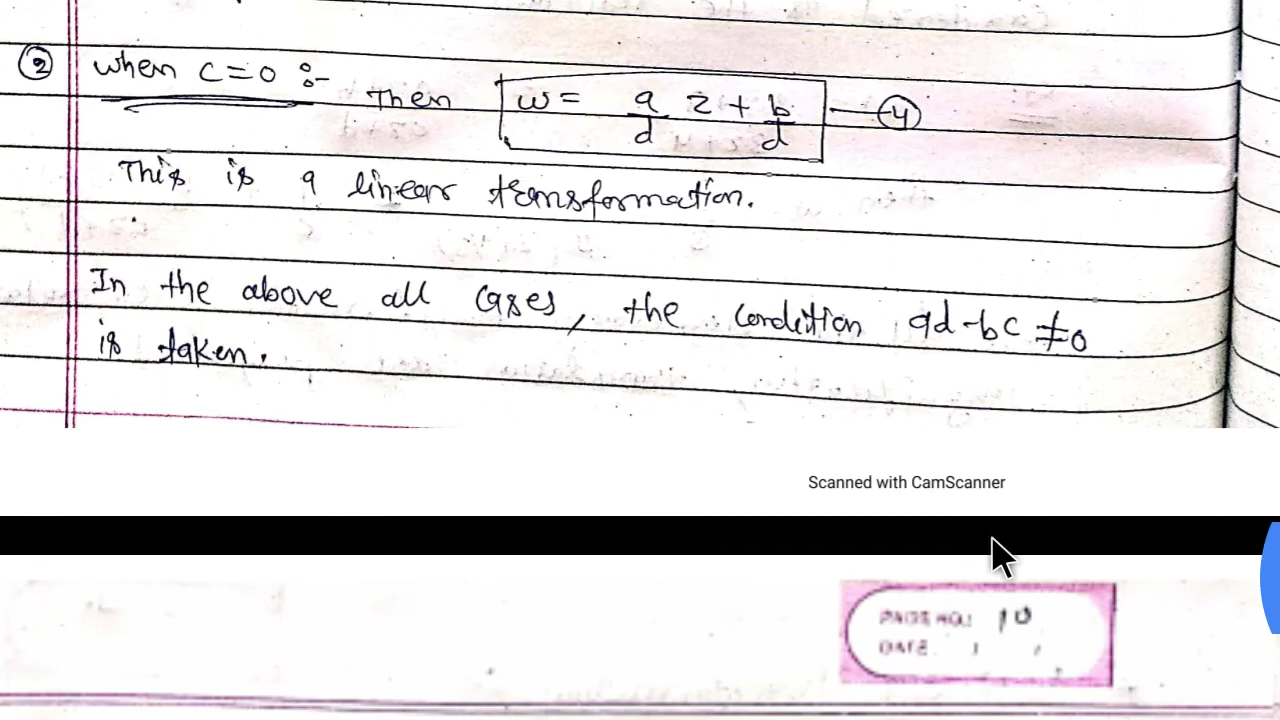 ② when c=0 :-
Then w = a/d z + b/d —④
This is a linear transformation.
In the above all cases, the condition ad-bc ≠ 0
is taken.
Scanned with CamScanner
PAGE NO.: 10
DATE / /